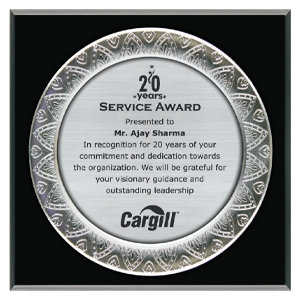 20
years
SERVICE AWARD
Presented to
Mr. Ajay Sharma
In recognition for 20 years of your
commitment and dedication towards
the organization. We will be grateful for
your visionary guidance and
outstanding leadership
Cargill